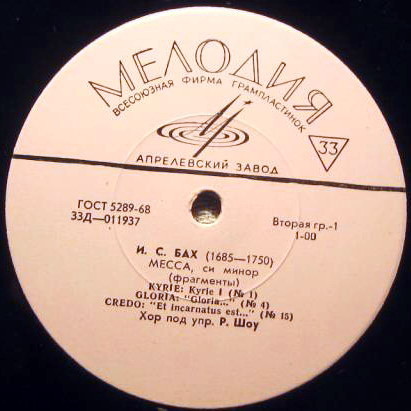 МЕЛОДИЯ
ВСЕСОЮЗНАЯ ФИРМА ГРАМПЛАСТИНОК
33
АПРЕЛЕВСКИЙ ЗАВОД
ГОСТ 5289-68
33Д—011937
Вторая гр.-1
1-00
И. С. БАХ (1685—1750)
МЕССА, си минор
(фрагменты)
KYRIE: Kyrie I (№ 1)
GLORIA: "Gloria..." (№ 4)
CREDO: "Et incarnatus est..." (№ 15)
Хор под упр. Р. Шоу